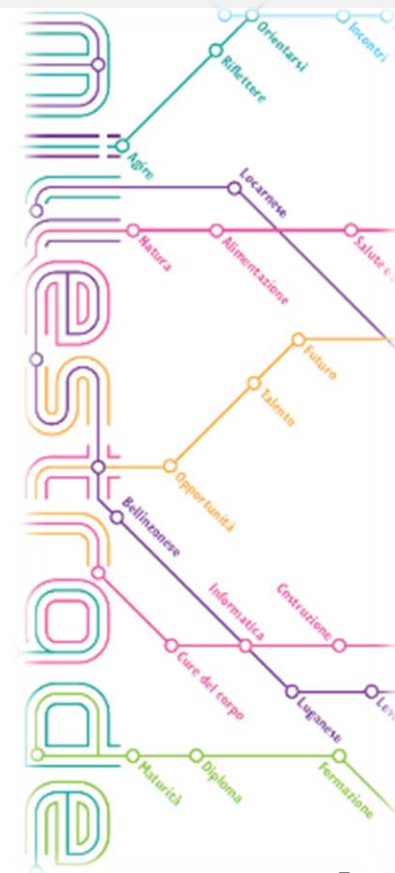 millestrade
Orientarsi
Incontri
Riflettere
Agire
Locarnese
Natura
Alimentazione
Salute e
Futuro
Talento
Opportunità
Bellinzonese
Informatica
Costruzione
Cure del corpo
Luganese
Maturità
Diploma
Formazione